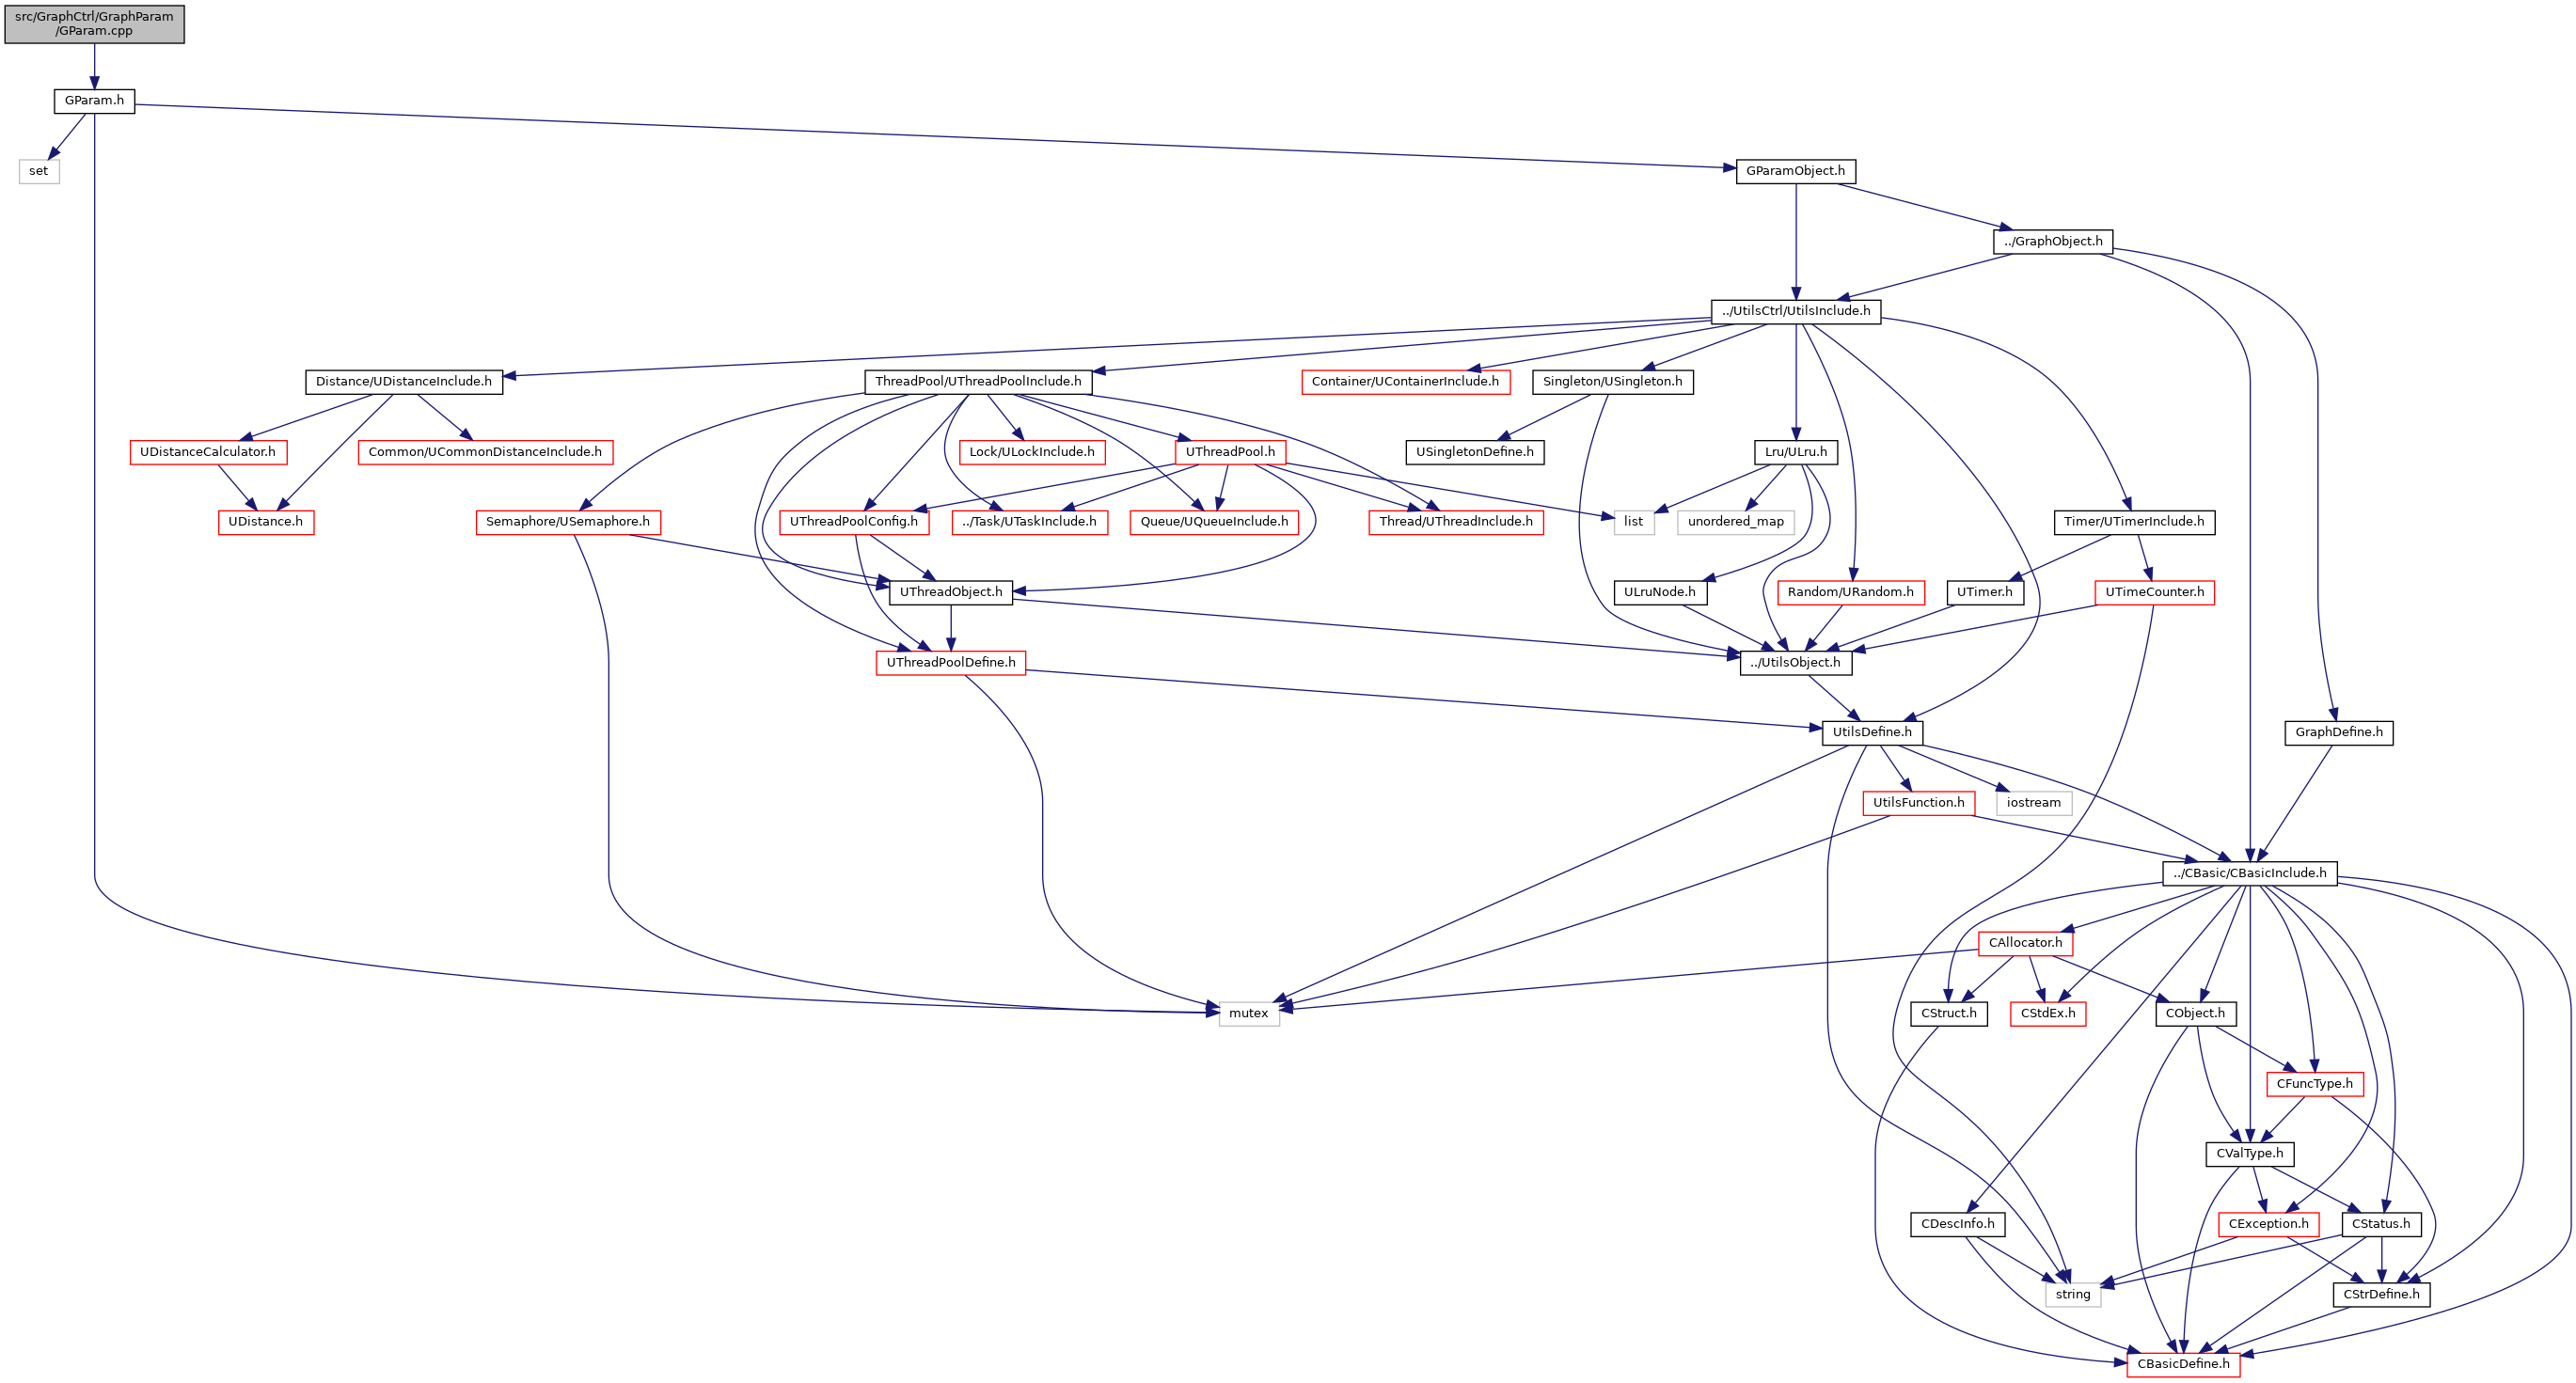 src/GraphCtrl/GraphParam
/GParam.cpp
GParam.h
set
GParamObject.h
../GraphObject.h
../UtilsCtrl/UtilsInclude.h
Distance/UDistanceInclude.h
ThreadPool/UThreadPoolInclude.h
Container/UContainerInclude.h
Singleton/USingleton.h
UDistanceCalculator.h
Common/UCommonDistanceInclude.h
Lock/ULockInclude.h
UThreadPool.h
USingletonDefine.h
Lru/ULru.h
UDistance.h
Semaphore/USemaphore.h
UThreadPoolConfig.h
../Task/UTaskInclude.h
Queue/UQueueInclude.h
Thread/UThreadInclude.h
list
unordered_map
Timer/UTimerInclude.h
UThreadObject.h
ULruNode.h
Random/URandom.h
UTimer.h
UTimeCounter.h
UThreadPoolDefine.h
../UtilsObject.h
UtilsDefine.h
GraphDefine.h
UtilsFunction.h
iostream
../CBasic/CBasicInclude.h
CAllocator.h
mutex
CStruct.h
CStdEx.h
CObject.h
CFuncType.h
CValType.h
CDescInfo.h
CException.h
CStatus.h
string
CStrDefine.h
CBasicDefine.h